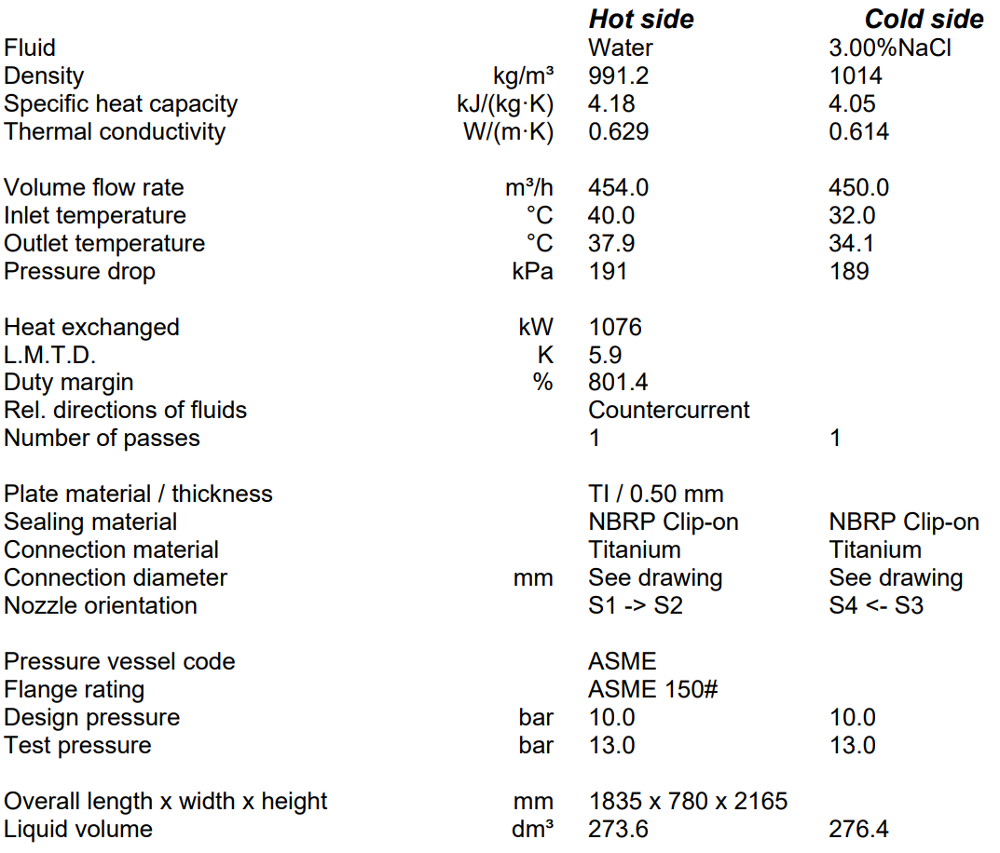 Hot side Cold side
Fluid Water 3.00%NaCl
Density kg/m³ 991.2 1014
Specific heat capacity kJ/(kg·K) 4.18 4.05
Thermal conductivity W/(m·K) 0.629 0.614
Volume flow rate m³/h 454.0 450.0
Inlet temperature °C 40.0 32.0
Outlet temperature °C 37.9 34.1
Pressure drop kPa 191 189
Heat exchanged kW 1076
L.M.T.D. K 5.9
Duty margin % 801.4
Rel. directions of fluids Countercurrent
Number of passes 1 1
Plate material / thickness TI / 0.50 mm
Sealing material NBRP Clip-on NBRP Clip-on
Connection material Titanium Titanium
Connection diameter mm See drawing See drawing
Nozzle orientation S1 -> S2 S4 <- S3
Pressure vessel code ASME
Flange rating ASME 150#
Design pressure bar 10.0 10.0
Test pressure bar 13.0 13.0
Overall length x width x height mm 1835 x 780 x 2165
Liquid volume dm³ 273.6 276.4